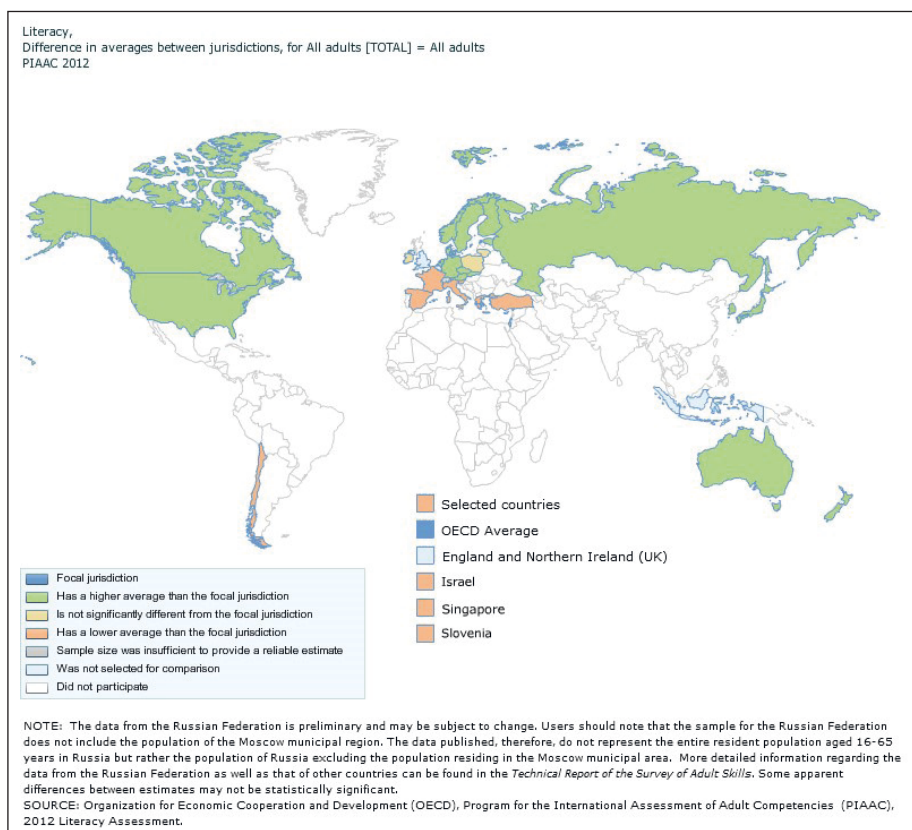 Literacy,
Difference in averages between jurisdictions, for All adults [TOTAL] = All adults
PIAAC 2012
Selected countries
OECD Average
England and Northern Ireland (UK)
Israel
Singapore
Slovenia
Focal jurisdiction
Has a higher average than the focal jurisdiction
Is not significantly different from the focal jurisdiction
Has a lower average than the focal jurisdiction
Sample size was insufficient to provide a reliable estimate
Was not selected for comparison
Did not participate
NOTE: The data from the Russian Federation is preliminary and may be subject to change. Users should note that the sample for the Russian Federation
does not include the population of the Moscow municipal region. The data published, therefore, do not represent the entire resident population aged 16-65
years in Russia but rather the population of Russia excluding the population residing in the Moscow municipal area. More detailed information regarding the
data from the Russian Federation as well as that of other countries can be found in the Technical Report of the Survey of Adult Skills. Some apparent
differences between estimates may not be statistically significant.
SOURCE: Organization for Economic Cooperation and Development (OECD), Program for the International Assessment of Adult Competencies (PIAAC),
2012 Literacy Assessment.